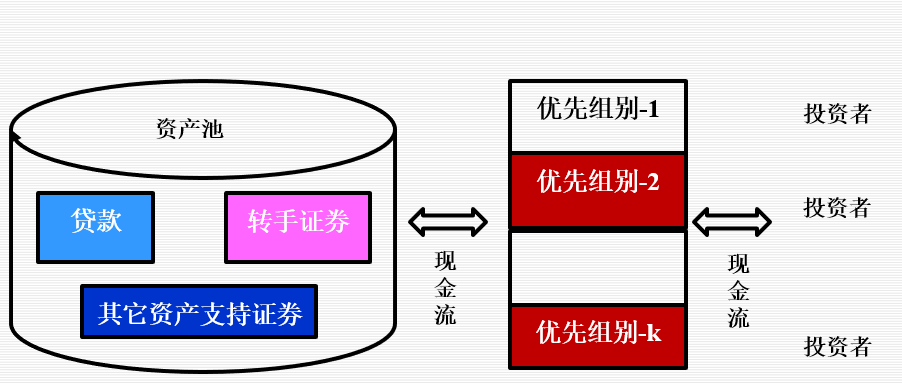 资产池
贷款
转手证券
其它资产支持证券
现
金
流
优先组别-1
优先组别-2
优先组别-k
现
金
流
投资者
投资者
投资者